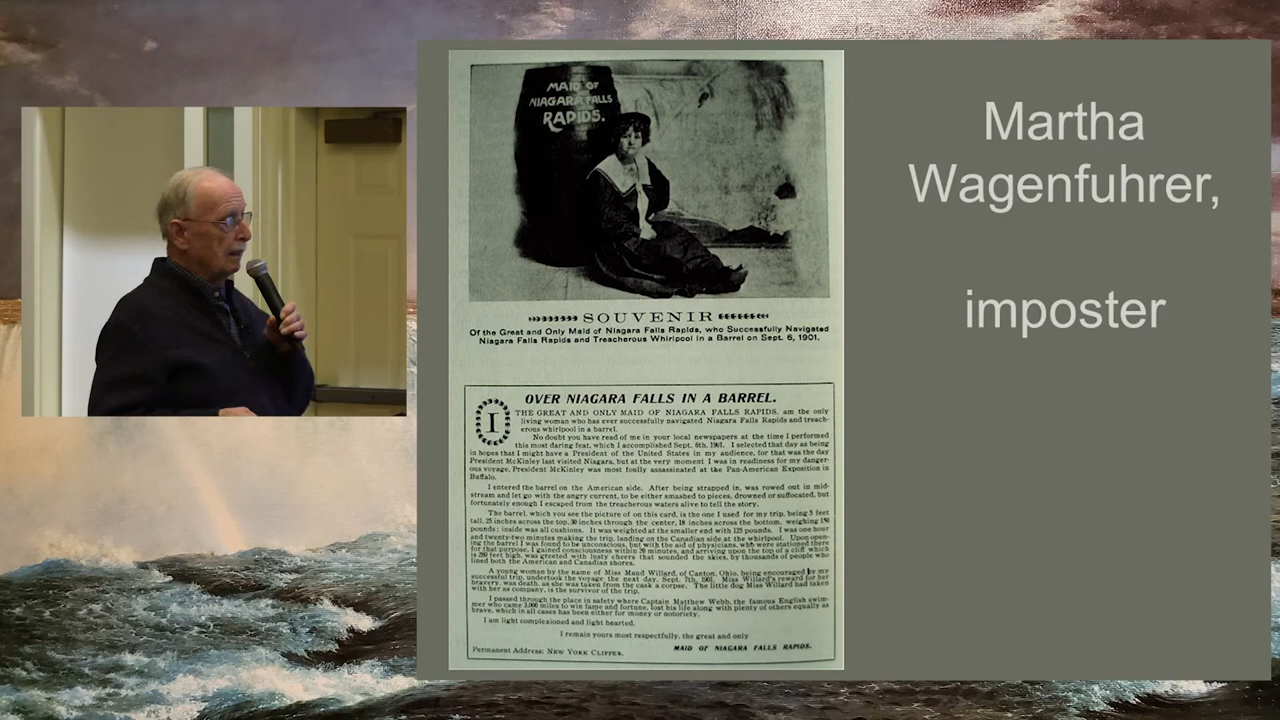 MAID OF
NIAGARA FALLS
RAPIDS.
SOUVENIR
Of the Great and Only Maid of Niagara Falls Rapids, who Successfully Navigated
Niagara Falls Rapids and Treacherous Whirlpool in a Barrel on Sept. 6, 1901.
OVER NIAGARA FALLS IN A BARREL.
I THE GREAT AND ONLY MAID OF NIAGARA FALLS RAPIDS, am the only
living woman who has ever successfully navigated Niagara Falls Rapids and treach-
erous whirlpool in a barrel.
No doubt you have read of me in your local newspapers at the time I performed
this most daring feat, which I accomplished Sept. 6th, 1901. I selected that day as being
in hopes that I might have a President of the United States in my audience, for that was the day
President McKinley last visited Niagara, but at the very moment I was in readiness for my danger-
ous voyage, President McKinley was most foully assassinated at the Pan-American Exposition in
Buffalo.
I entered the barrel on the American side. After being strapped in, was rowed out in mid-
stream and let go with the angry current, to be either smashed to pieces, drowned or suffocated, but
fortunately enough I escaped from the treacherous waters alive to tell the story.
The barrel, which you see the picture of on this card, is the one I used for my trip, being 5 feet
tall, 25 inches across the top, 30 inches through the center, 18 inches across the bottom, weighing 150
pounds; inside was all cushions. It was weighted at the smaller end with 125 pounds. I was one hour
and twenty-two minutes making the trip, landing on the Canadian side at the whirlpool. Upon open-
ing the barrel I was found to be unconscious, but with the aid of physicians, who were stationed there
for that purpose, I gained consciousness within 20 minutes, and arriving upon the top of a cliff which
is 280 feet high, was greeted with lusty cheers that sounded the skies, by thousands of people who
lined both the American and Canadian shores.
A young woman by the name of Miss Maud Willard, of Canton, Ohio, being encouraged by my
successful trip, undertook the voyage the next day, Sept. 7th, 1901. Miss Willard's reward for her
bravery, was death, as she was taken from the cask a corpse. The little dog Miss Willard had taken
with her as company, is the survivor of the trip.
I passed through the place in safety where Captain Matthew Webb, the famous English swim-
mer who came 3,000 miles to win fame and fortune, lost his life along with plenty of others equally as
brave, which in all cases has been either for money or notoriety.
I am light complexioned and light hearted.
I remain yours most respectfully, the great and only
Permanent Address: NEW YORK CLIPPER. MAID OF NIAGARA FALLS RAPIDS.
Martha
Wagenfuhrer,
imposter